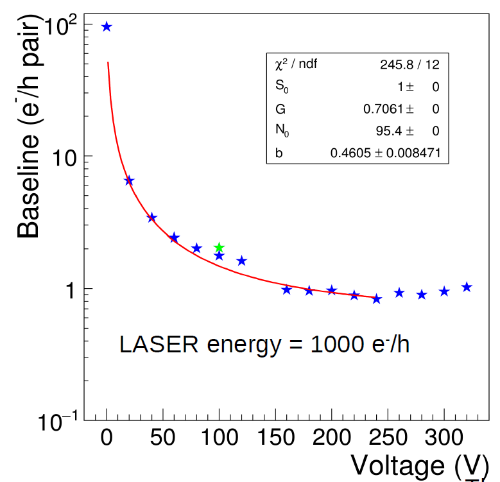 10²
10
1
10⁻¹
Baseline (e⁻/h pair)
χ² / ndf 245.8 / 12
S₀ 1 ± 0
G 0.7061 ± 0
N₀ 95.4 ± 0
b 0.4605 ± 0.008471
LASER energy = 1000 e⁻/h
0 50 100 150 200 250 300
Voltage (V)